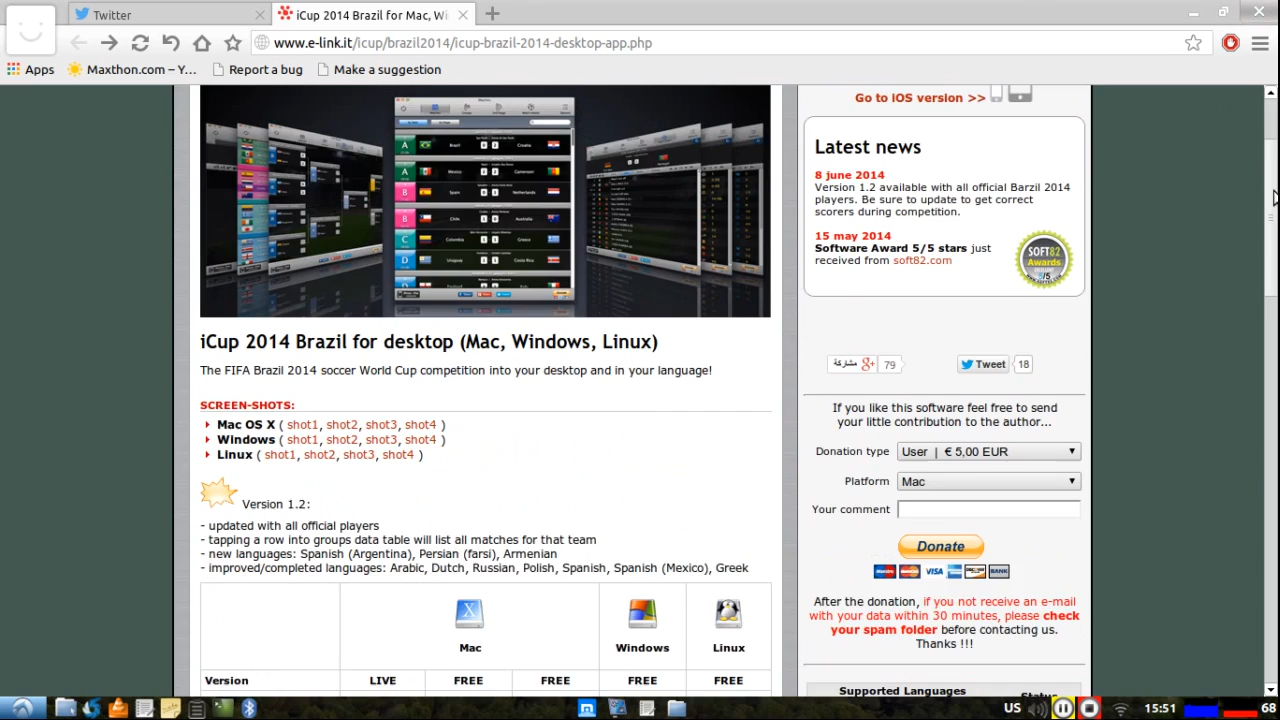 Twitter
iCup 2014 Brazil for Mac, Wi
www.e-link.it/icup/brazil2014/icup-brazil-2014-desktop-app.php
Apps
Maxthon.com – Y...
Report a bug
Make a suggestion
Go to iOS version >>
Latest news
8 june 2014
Version 1.2 available with all official Barzil 2014
players. Be sure to update to get correct
scorers during competition.
15 may 2014
Software Award 5/5 stars just
received from soft82.com
SOFT82
Awards
iCup 2014 Brazil for desktop (Mac, Windows, Linux)
The FIFA Brazil 2014 soccer World Cup competition into your desktop and in your language!
مشاركة
79
Tweet
18
SCREEN-SHOTS:
Mac OS X ( shot1, shot2, shot3, shot4 )
Windows ( shot1, shot2, shot3, shot4 )
Linux ( shot1, shot2, shot3, shot4 )
Version 1.2:
- updated with all official players
- tapping a row into groups data table will list all matches for that team
- new languages: Spanish (Argentina), Persian (farsi), Armenian
- improved/completed languages: Arabic, Dutch, Russian, Polish, Spanish, Spanish (Mexico), Greek
Mac
Windows
Linux
Version
LIVE
FREE
FREE
FREE
FREE
If you like this software feel free to send
your little contribution to the author...
Donation type
User | € 5,00 EUR
Platform
Mac
Your comment
Donate
VISA
BANK
After the donation, if you not receive an e-mail
with your data within 30 minutes, please check
your spam folder before contacting us.
Thanks !!!
Supported Languages
Status
US
15:51
68